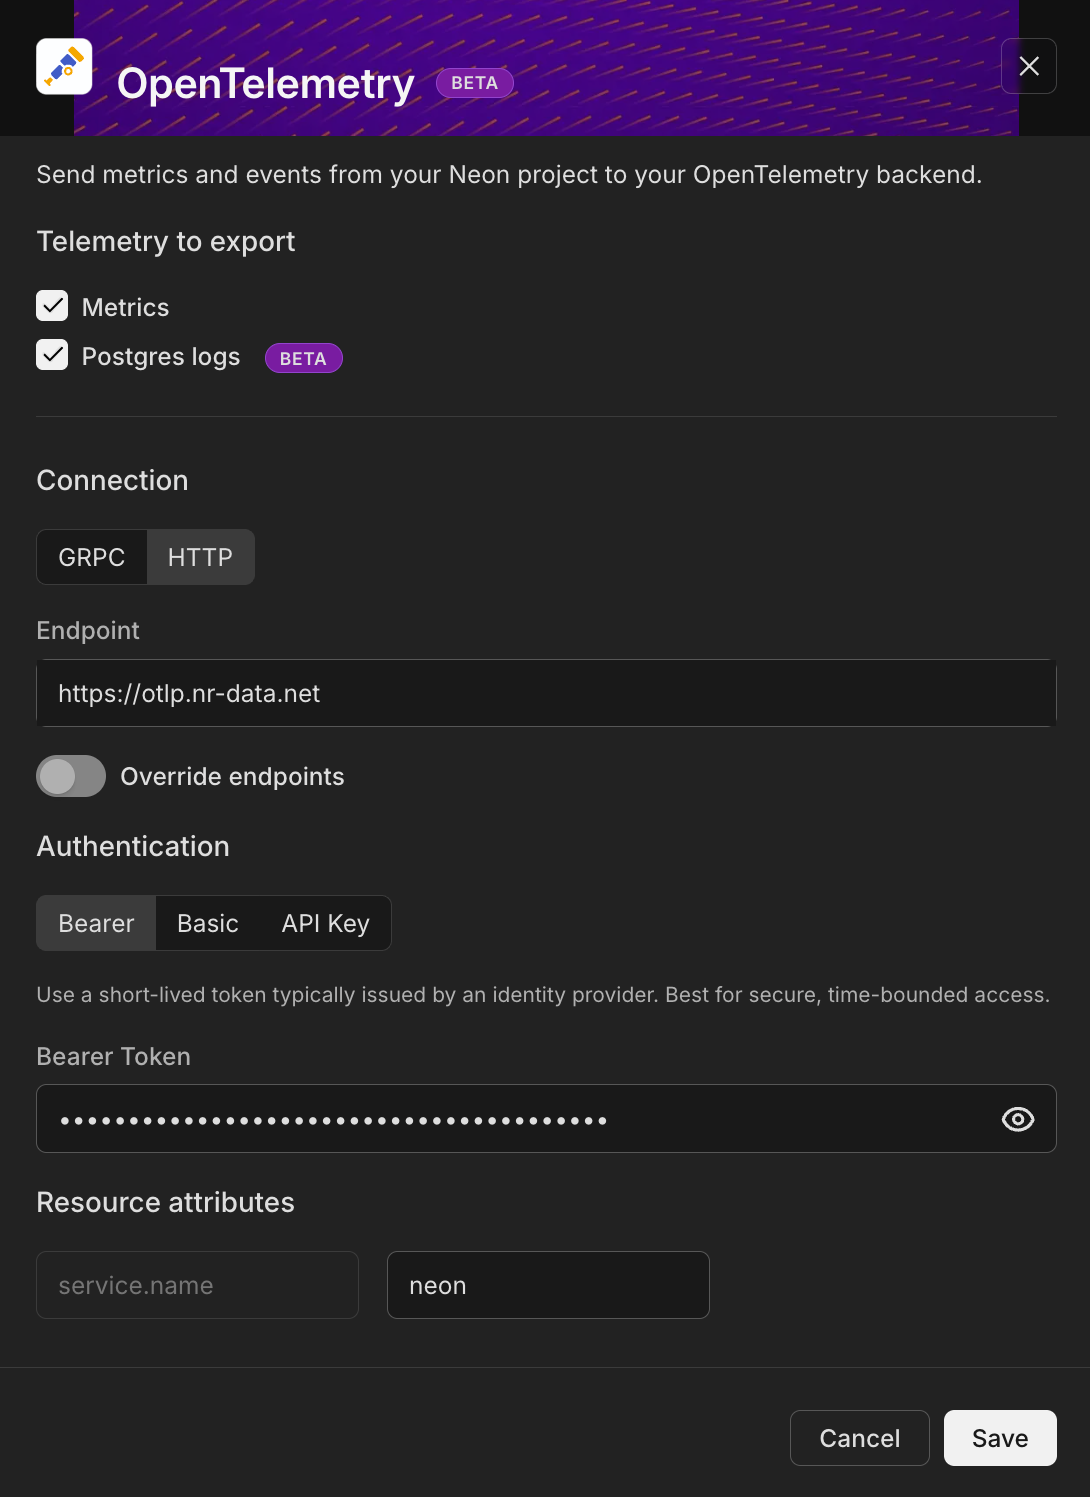 OpenTelemetry BETA
Send metrics and events from your Neon project to your OpenTelemetry backend.
Telemetry to export
Metrics
Postgres logs BETA
Connection
GRPC HTTP
Endpoint
https://otlp.nr-data.net
Override endpoints
Authentication
Bearer Basic API Key
Use a short-lived token typically issued by an identity provider. Best for secure, time-bounded access.
Bearer Token
••••••••••••••••••••••••••••••••••••••••
Resource attributes
service.name neon
Cancel Save